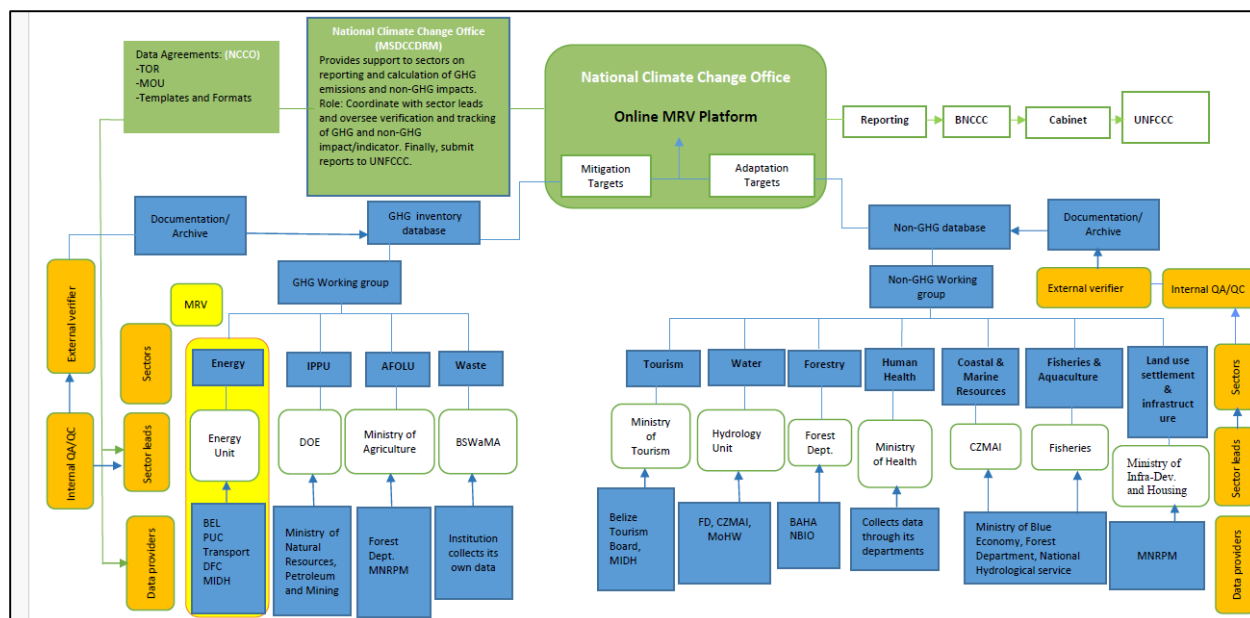 National Climate Change Office
(MSDCCDRM)
Provides support to sectors on
reporting and calculation of GHG
emissions and non-GHG impacts.
Role: Coordinate with sector leads
and oversee verification and tracking
of GHG and non-GHG
impact/indicator. Finally, submit
reports to UNFCCC.
Data Agreements: (NCCO)
-TOR
-MOU
-Templates and Formats
National Climate Change Office
Online MRV Platform
Mitigation
Targets
Adaptation
Targets
Reporting
BNCCC
Cabinet
UNFCCC
Documentation/
Archive
GHG inventory
database
GHG Working group
Non-GHG database
Documentation/
Archive
Non-GHG Working
group
External verifier
Internal QA/QC
MRV
External verifier
Internal QA/QC
Sectors
Sector leads
Data providers
Energy
IPPU
AFOLU
Waste
Energy
Unit
DOE
Ministry of
Agriculture
BSWaMA
BEL
PUC
Transport
DFC
MIDH
Ministry of
Natural
Resources,
Petroleum
and Mining
Forest
Dept.
MNRPM
Institution
collects its
own data
Tourism
Water
Forestry
Human
Health
Coastal &
Marine
Resources
Fisheries &
Aquaculture
Land use
settlement
&
infrastruct
ure
Ministry
of
Tourism
Hydrology
Unit
Forest
Dept.
Ministry
of Health
CZMAI
Fisheries
Ministry of
Infra-Dev.
and Housing
Belize
Tourism
Board,
MIDH
FD, CZMAI,
MoHW
BAHA
NBIO
Collects data
through its
departments
Ministry of Blue
Economy, Forest
Department, National
Hydrological service
MNRPM
Sectors
Sector leads
Data providers